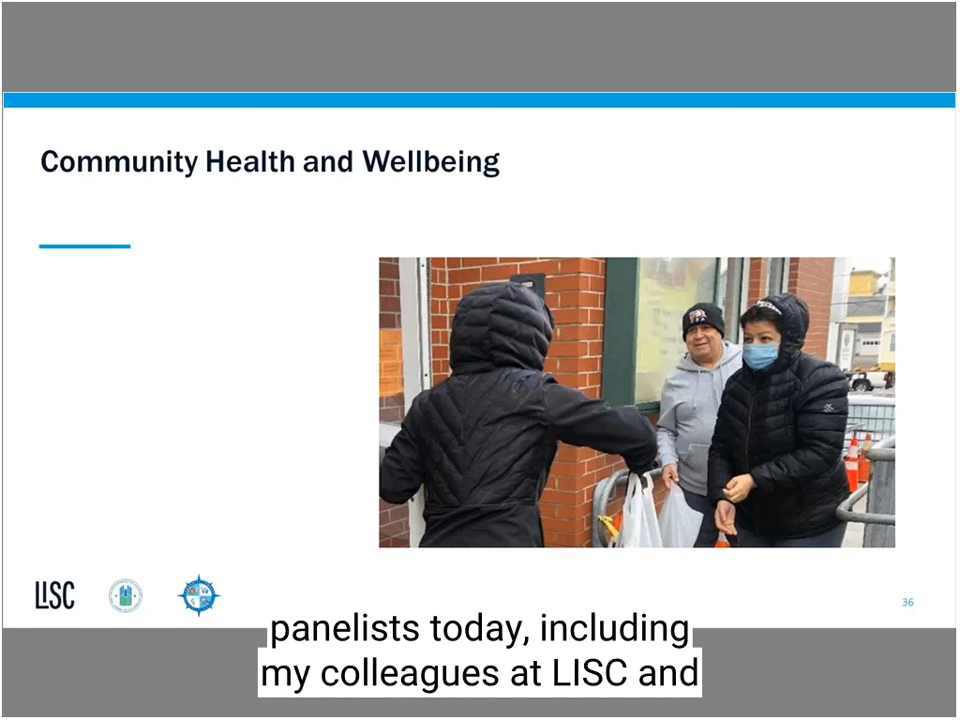 Community Health and Wellbeing
LISC
36
panelists today, including
my colleagues at LISC and